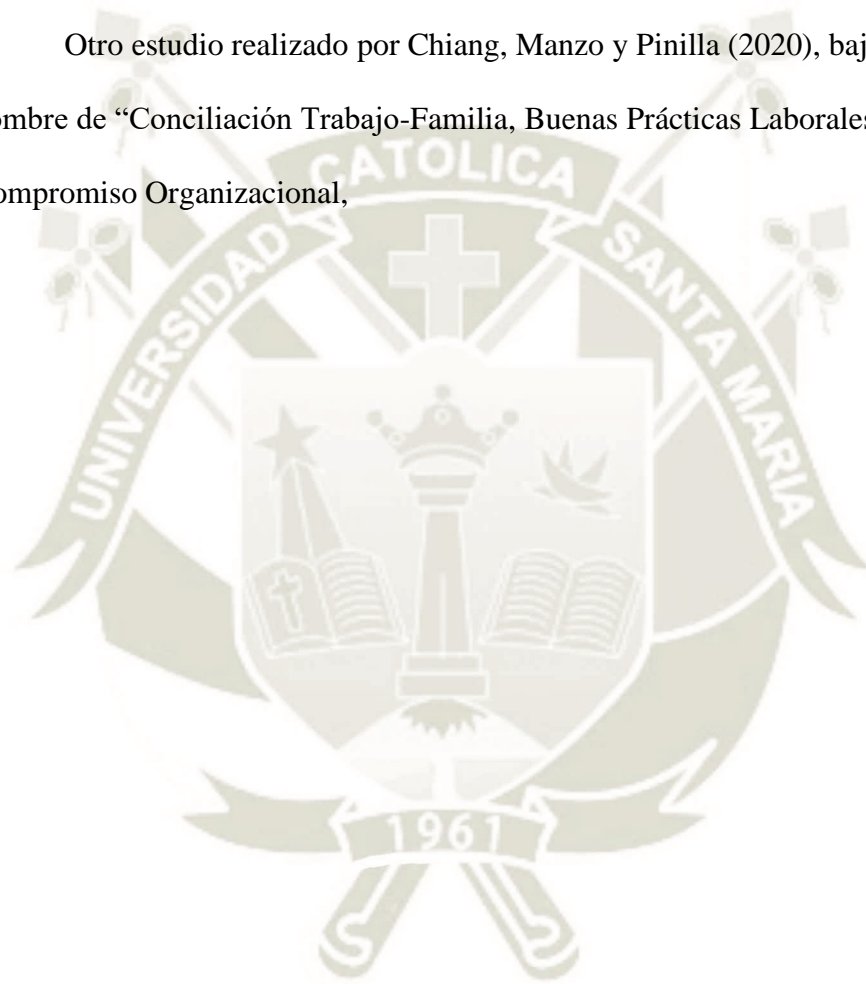 Otro estudio realizado por Chiang, Manzo y Pinilla (2020), baj
ombre de “Conciliación Trabajo-Familia, Buenas Prácticas Laborales
ompromiso Organizacional,
UNIVERSIDAD CATOLICA SANTA MARIA
1961